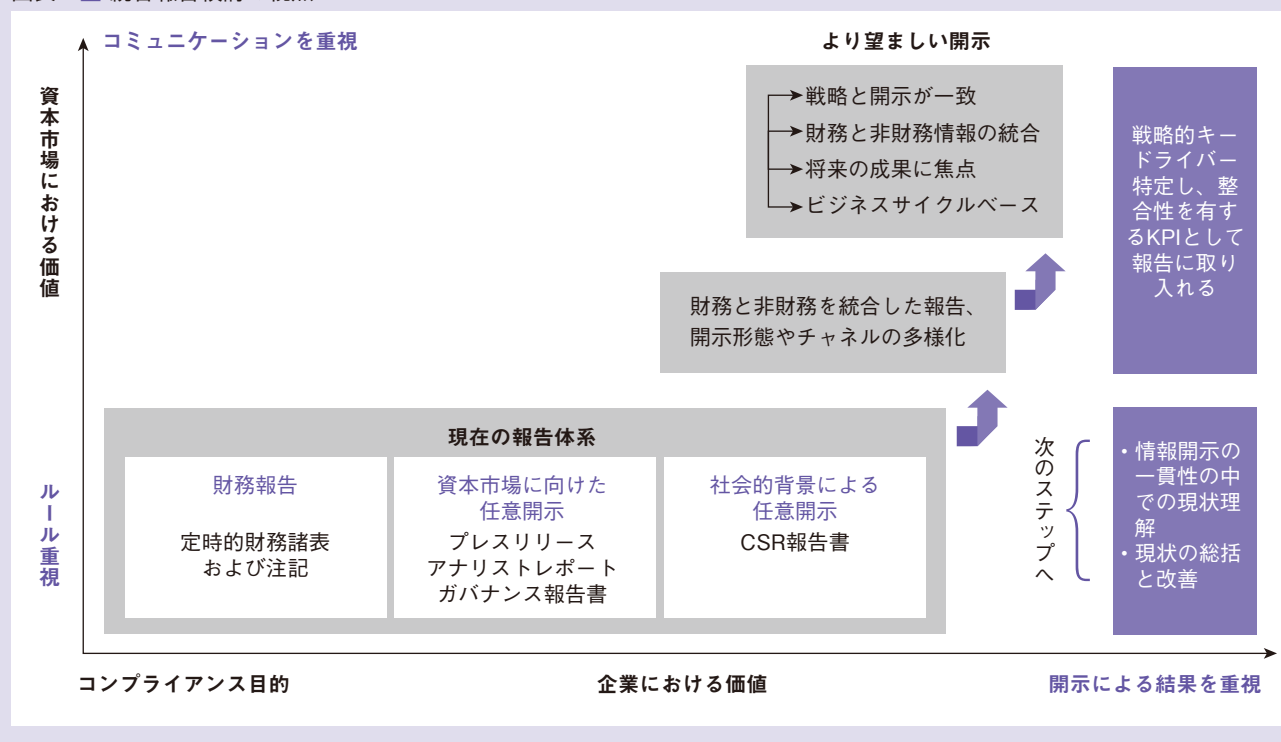 コミュニケーションを重視
より望ましい開示
資本市場における価値
戦略と開示が一致
財務と非財務情報の統合
将来の成果に焦点
ビジネスサイクルベース
戦略的キー
ドライバー
特定し、整
合性を有す
るKPIとして
報告に取り
入れる
財務と非財務を統合した報告、
開示形態やチャネルの多様化
現在の報告体系
ルール重視
財務報告
定時的財務諸表
および注記
資本市場に向けた
任意開示
プレスリリース
アナリストレポート
ガバナンス報告書
社会的背景による
任意開示
CSR報告書
次のステップへ
・情報開示の
一貫性の中
での現状理
解
・現状の総括
と改善
コンプライアンス目的
企業における価値
開示による結果を重視